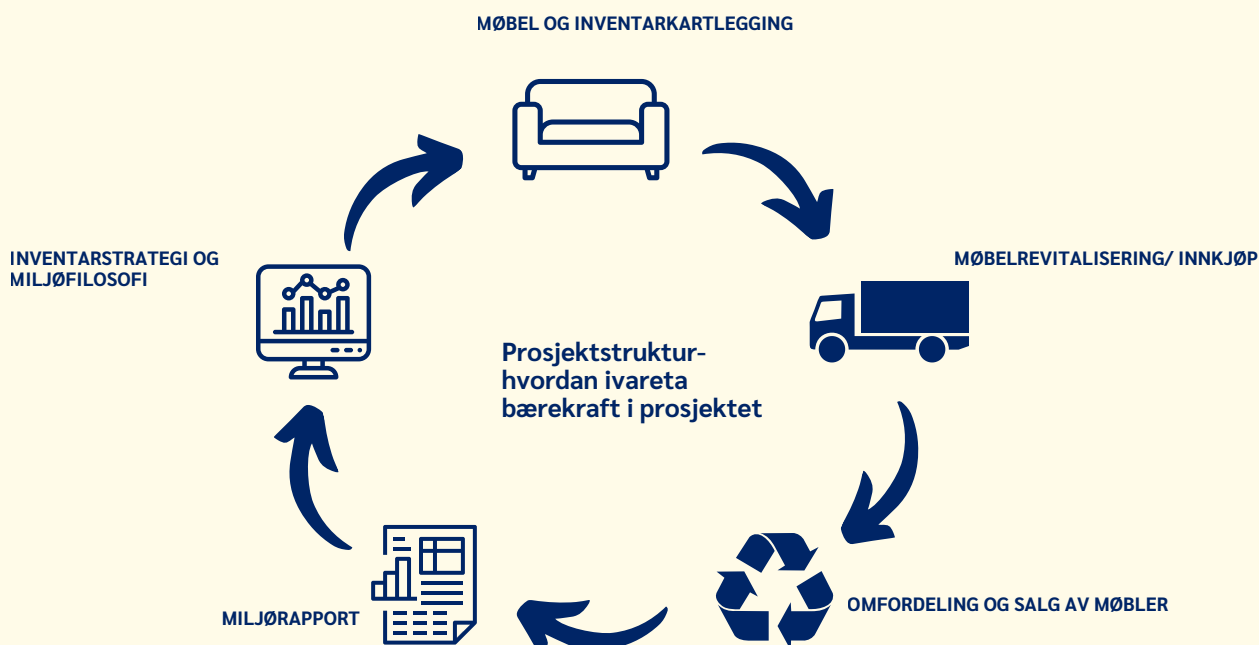 MØBEL OG INVENTARKARTLEGGING
INVENTARSTRATEGI OG
MILJØFILOSOFI
MØBELREVITALISERING/ INNKJØP
Prosjektstruktur-
hvordan ivareta
bærekraft i prosjektet
MILJØRAPPORT
OMFORDELING OG SALG AV MØBLER